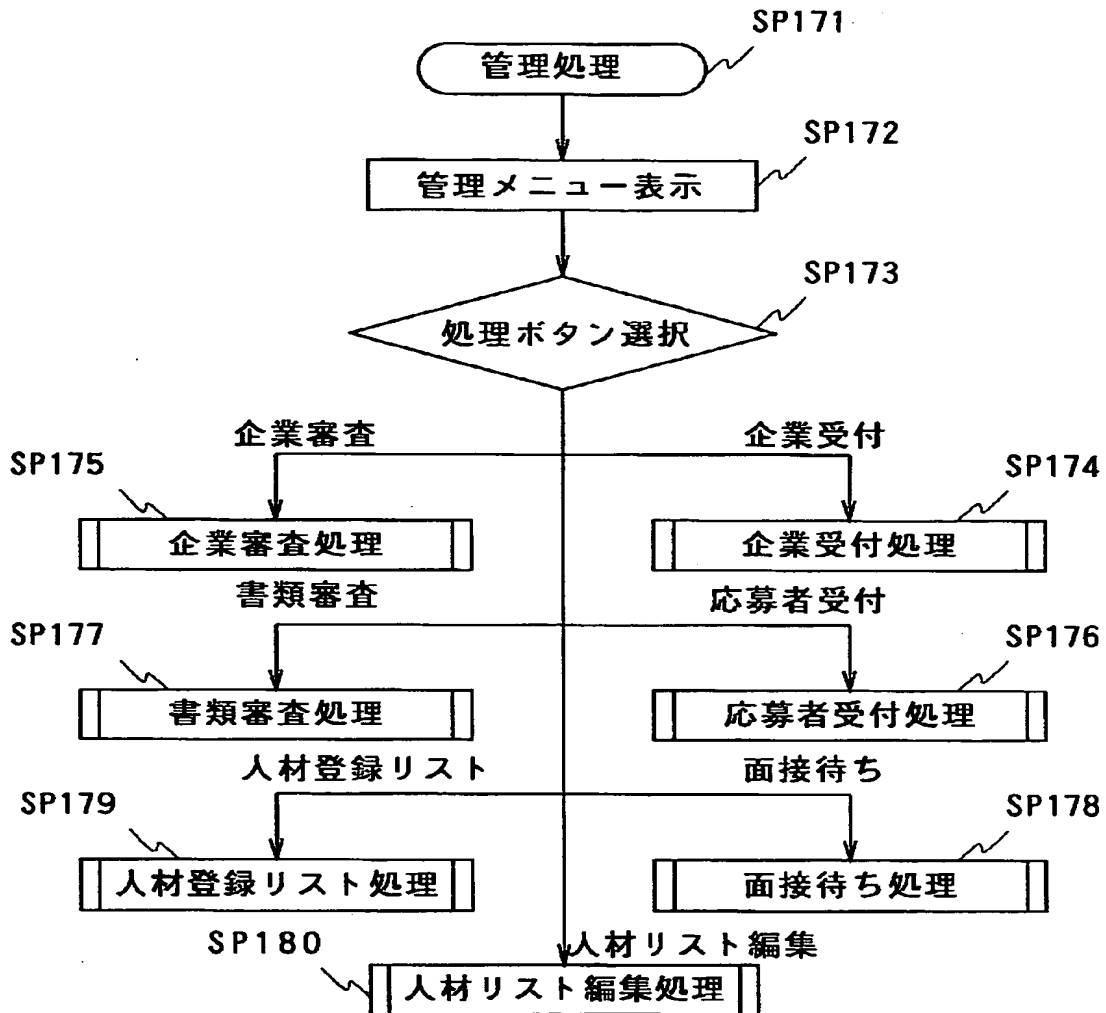 SP171
管理処理
SP172
管理メニュー表示
SP173
処理ボタン選択
企業審査
企業受付
SP175
SP174
企業審査処理
企業受付処理
書類審査
応募者受付
SP177
SP176
書類審査処理
応募者受付処理
人材登録リスト
面接待ち
SP179
SP178
人材登録リスト処理
面接待ち処理
SP180
人材リスト編集
人材リスト編集処理